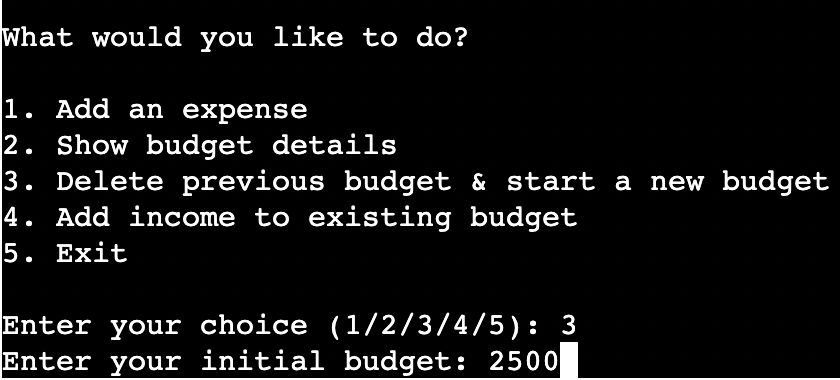 What would you like to do?
1. Add an expense
2. Show budget details
3. Delete previous budget & start a new budget
4. Add income to existing budget
5. Exit
Enter your choice (1/2/3/4/5): 3
Enter your initial budget: 2500